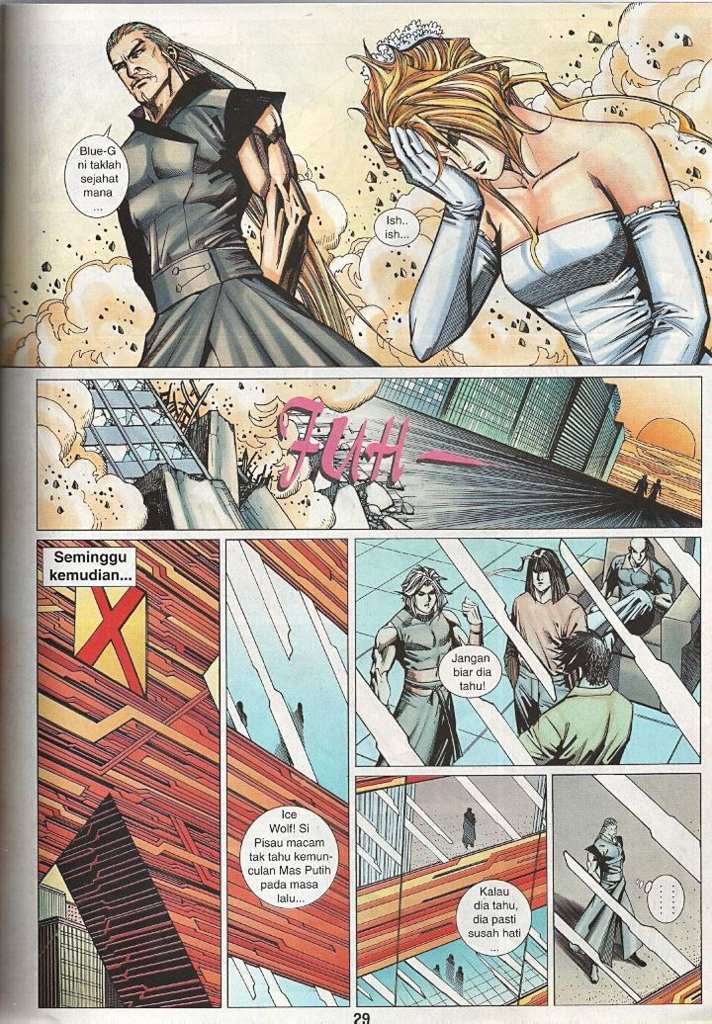 Blue-G
ni taklah
sejahat
mana
...
Ish..
ish...
FUH
Seminggu
kemudian...
X
Jangan
biar dia
tahu!
Ice
Wolf! Si
Pisau macam
tak tahu kemun-
culan Mas Putih
pada masa
lalu...
Kalau
dia tahu,
dia pasti
susah hati
...
......
29